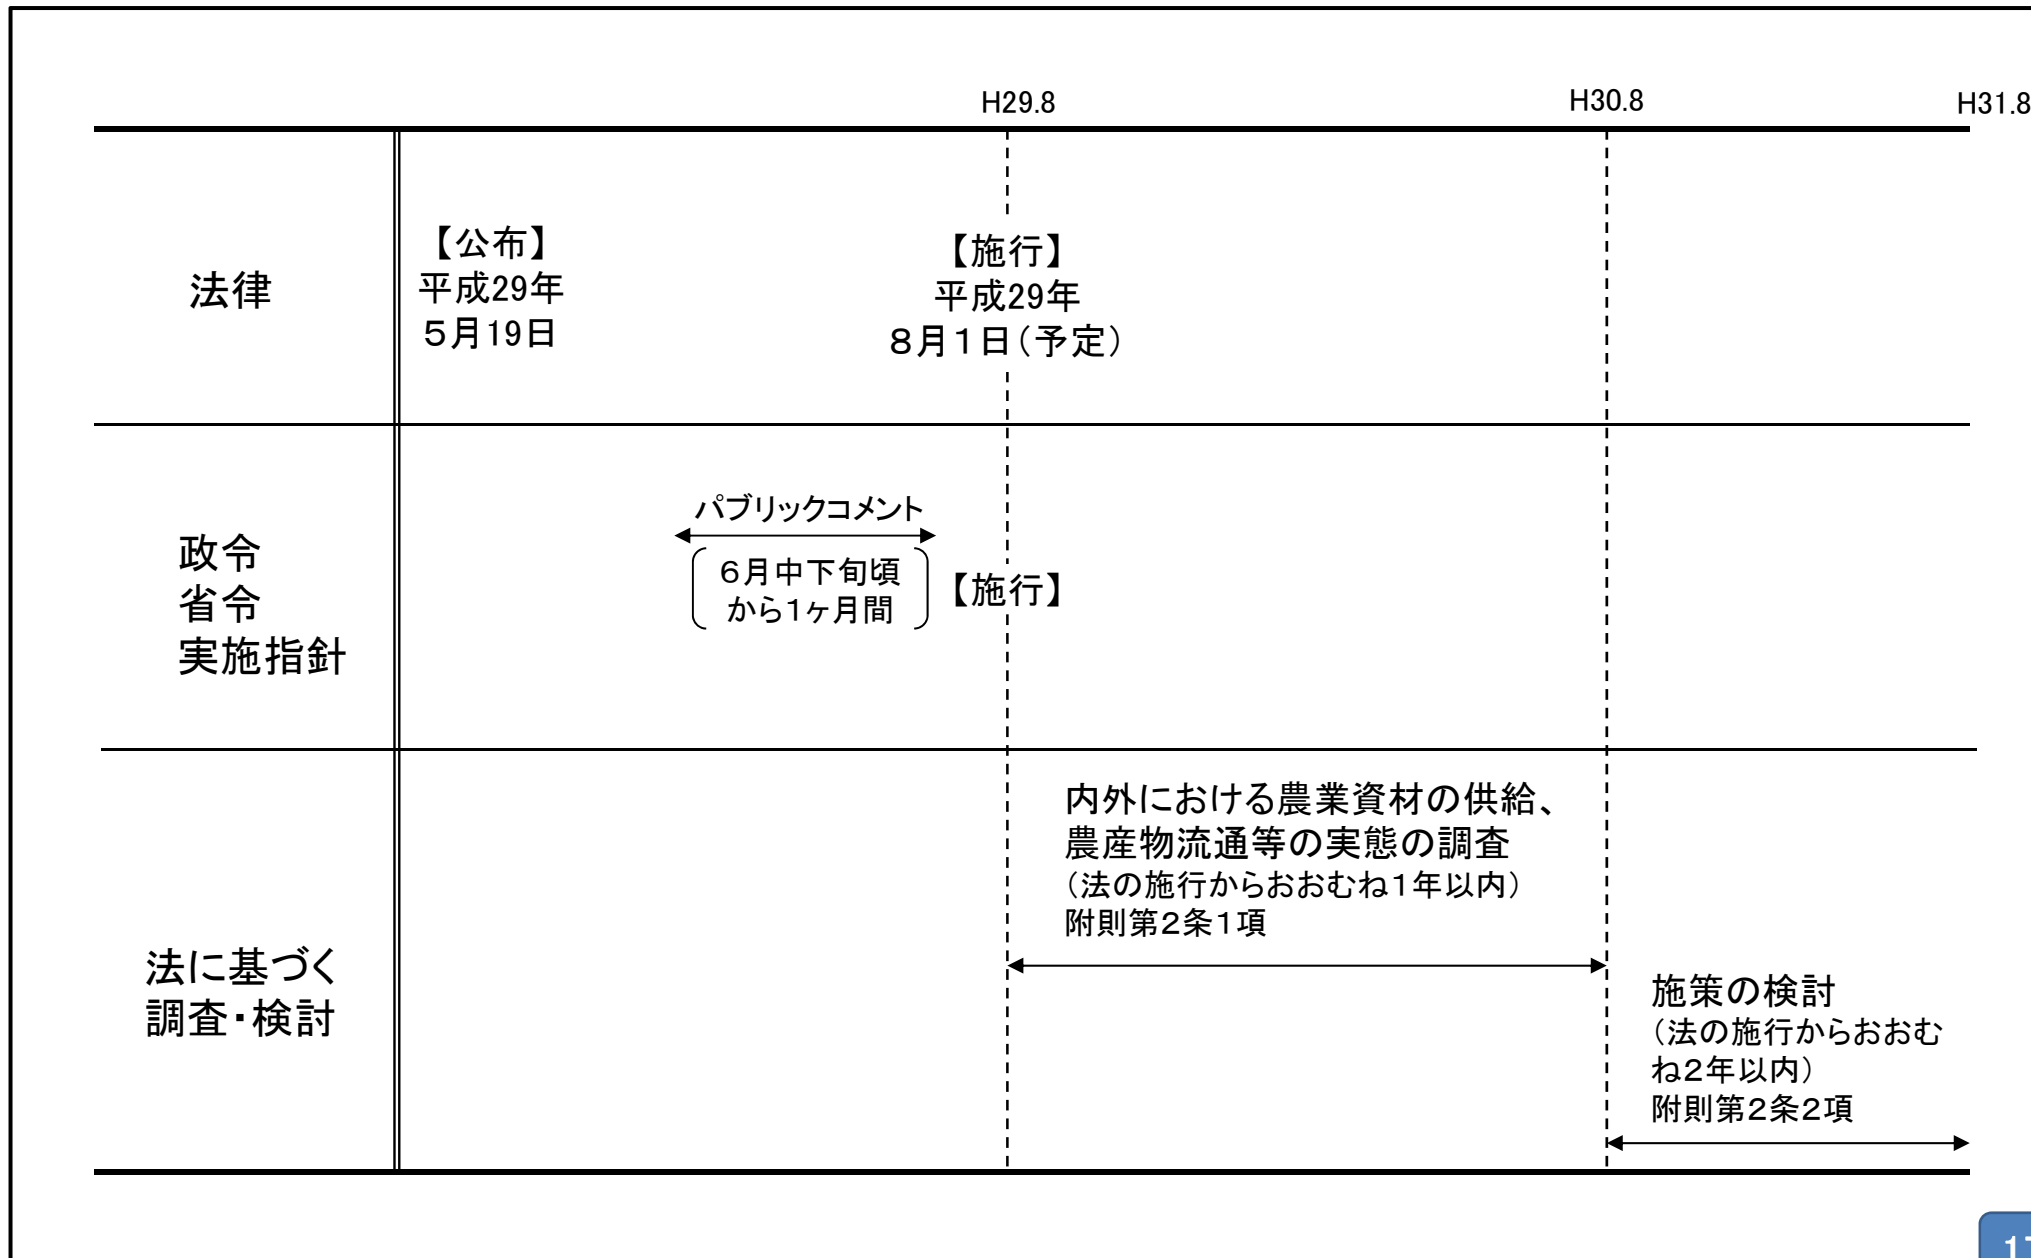 H29.8
H30.8
H31.8
法律
【公布】
平成29年
５月19日
【施行】
平成29年
８月１日（予定）
政令
省令
実施指針
パブリックコメント
６月中下旬頃
から１ヶ月間
【施行】
法に基づく
調査・検討
内外における農業資材の供給、
農産物流通等の実態の調査
（法の施行からおおむね１年以内）
附則第２条１項
施策の検討
（法の施行からおおむ
ね２年以内）
附則第２条２項